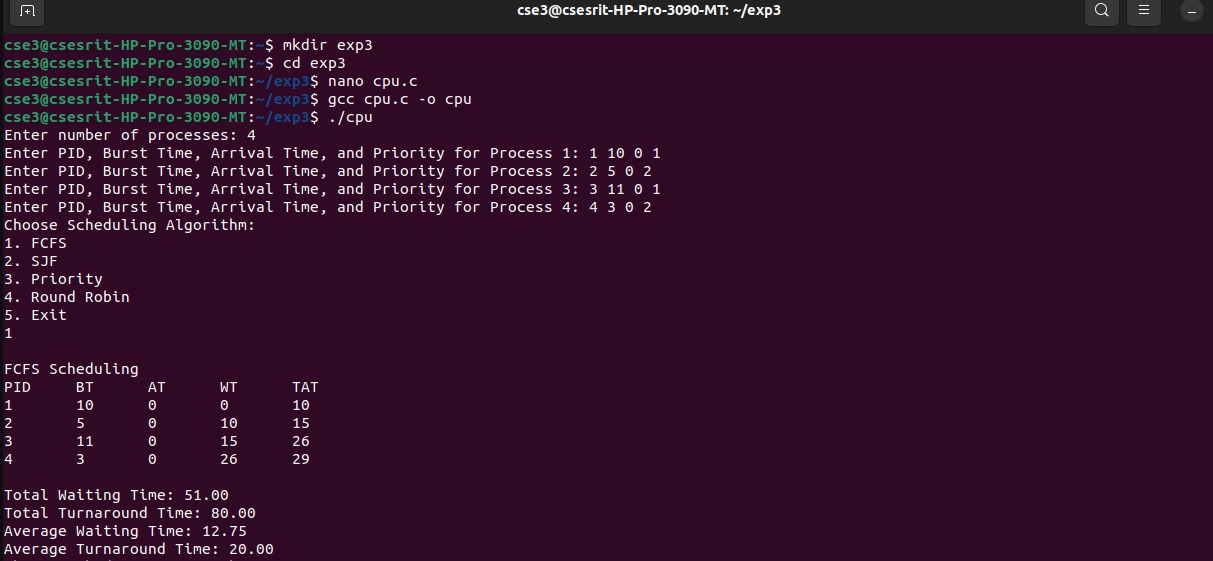 cse3@csesrit-HP-Pro-3090-MT: ~/exp3
cse3@csesrit-HP-Pro-3090-MT:~$ mkdir exp3
cse3@csesrit-HP-Pro-3090-MT:~$ cd exp3
cse3@csesrit-HP-Pro-3090-MT:~/exp3$ nano cpu.c
cse3@csesrit-HP-Pro-3090-MT:~/exp3$ gcc cpu.c -o cpu
cse3@csesrit-HP-Pro-3090-MT:~/exp3$ ./cpu
Enter number of processes: 4
Enter PID, Burst Time, Arrival Time, and Priority for Process 1: 1 10 0 1
Enter PID, Burst Time, Arrival Time, and Priority for Process 2: 2 5 0 2
Enter PID, Burst Time, Arrival Time, and Priority for Process 3: 3 11 0 1
Enter PID, Burst Time, Arrival Time, and Priority for Process 4: 4 3 0 2
Choose Scheduling Algorithm:
1. FCFS
2. SJF
3. Priority
4. Round Robin
5. Exit
1
FCFS Scheduling
PID BT AT WT TAT
1 10 0 0 10
2 5 0 10 15
3 11 0 15 26
4 3 0 26 29
Total Waiting Time: 51.00
Total Turnaround Time: 80.00
Average Waiting Time: 12.75
Average Turnaround Time: 20.00